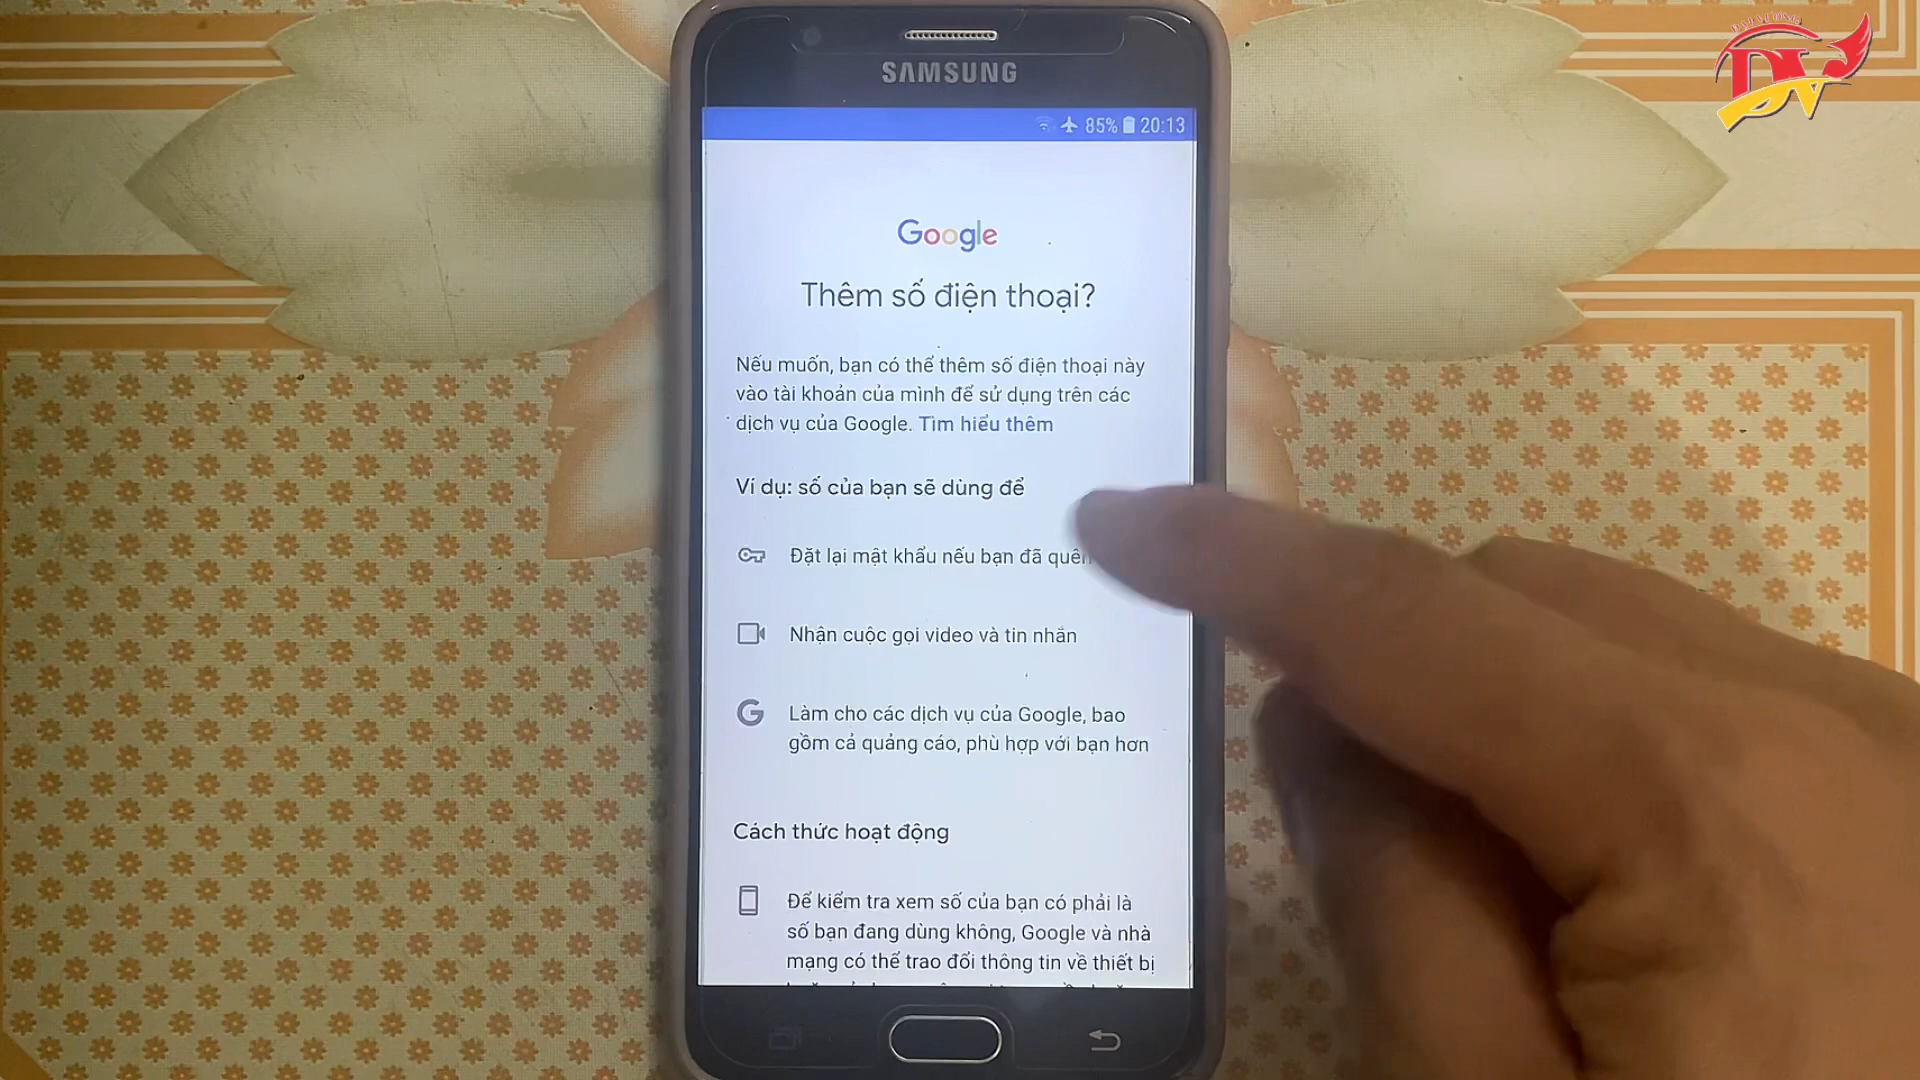 SAMSUNG
85% 20:13
Google
Thêm số điện thoại?
Nếu muốn, bạn có thể thêm số điện thoại này
vào tài khoản của mình để sử dụng trên các
dịch vụ của Google. Tìm hiểu thêm
Ví dụ: số của bạn sẽ dùng để
Đặt lại mật khẩu nếu bạn đã quên
Nhận cuộc gọi video và tin nhắn
Làm cho các dịch vụ của Google, bao
gồm cả quảng cáo, phù hợp với bạn hơn
Cách thức hoạt động
Để kiểm tra xem số của bạn có phải là
số bạn đang dùng không, Google và nhà
mạng có thể trao đổi thông tin về thiết bị